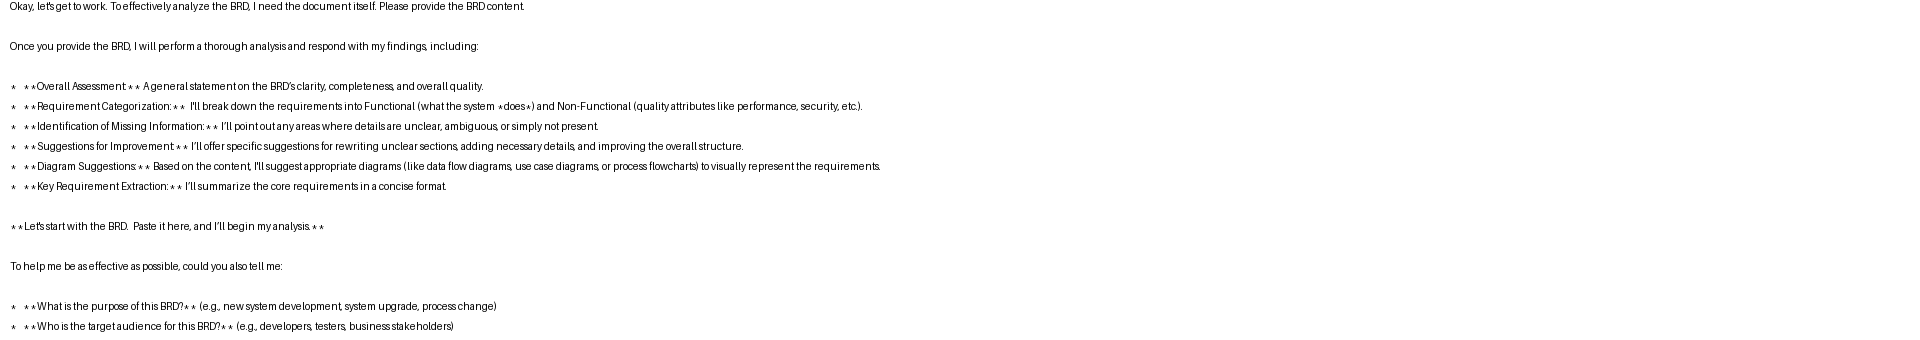 Okay, let's get to work. To effectively analyze the BRD, I need the document itself. Please provide the BRD content.
Once you provide the BRD, I will perform a thorough analysis and respond with my findings, including:
* **Overall Assessment:** A general statement on the BRD's clarity, completeness, and overall quality.
* **Requirement Categorization:** I'll break down the requirements into Functional (what the system *does*) and Non-Functional (quality attributes like performance, security, etc.).
* **Identification of Missing Information:** I'll point out any areas where details are unclear, ambiguous, or simply not present.
* **Suggestions for Improvement:** I'll offer specific suggestions for rewriting unclear sections, adding necessary details, and improving the overall structure.
* **Diagram Suggestions:** Based on the content, I'll suggest appropriate diagrams (like data flow diagrams, use case diagrams, or process flowcharts) to visually represent the requirements.
* **Key Requirement Extraction:** I'll summarize the core requirements in a concise format.
**Let's start with the BRD. Paste it here, and I'll begin my analysis.**
To help me be as effective as possible, could you also tell me:
* **What is the purpose of this BRD?** (e.g., new system development, system upgrade, process change)
* **Who is the target audience for this BRD?** (e.g., developers, testers, business stakeholders)